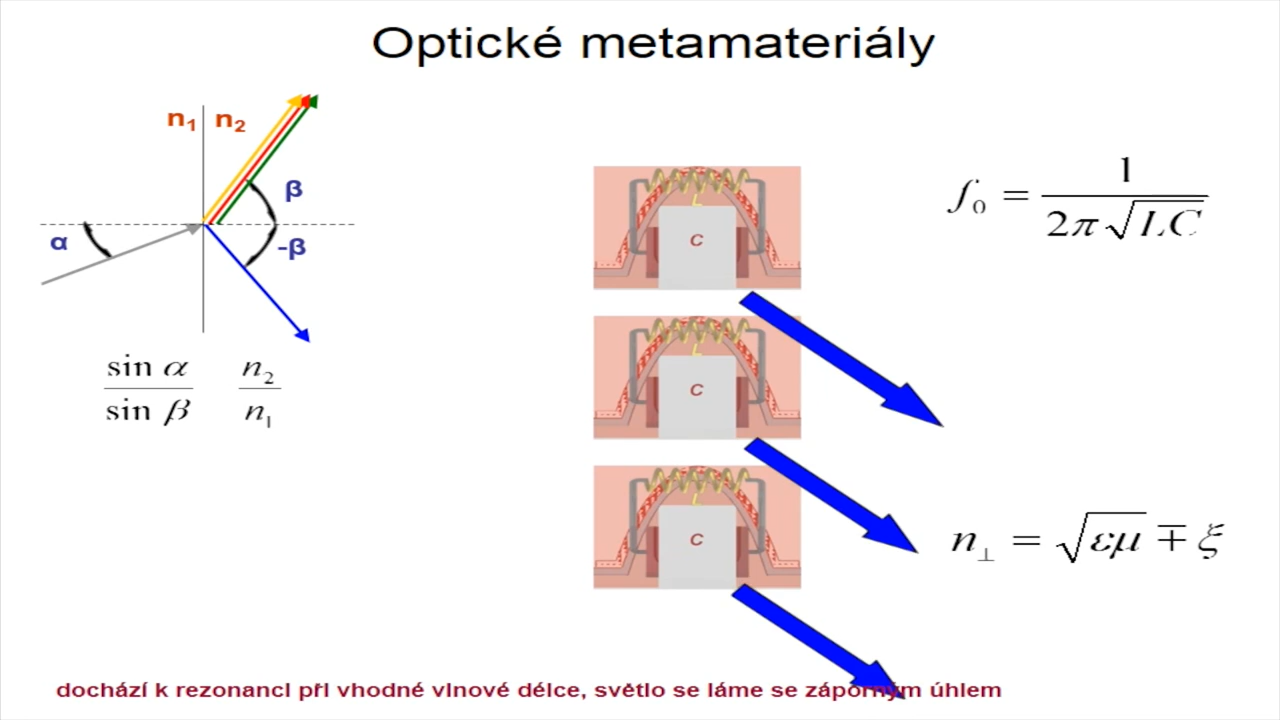 Optické metamateriály
n₁ n₂
β
α
-β
sin α / sin β n₂ / n₁
L
C
L
C
L
C
f₀ = 1 / 2π√LC
n⊥ = √εμ ∓ ξ
dochází k rezonanci při vhodné vlnové délce, světlo se láme se záporným úhlem